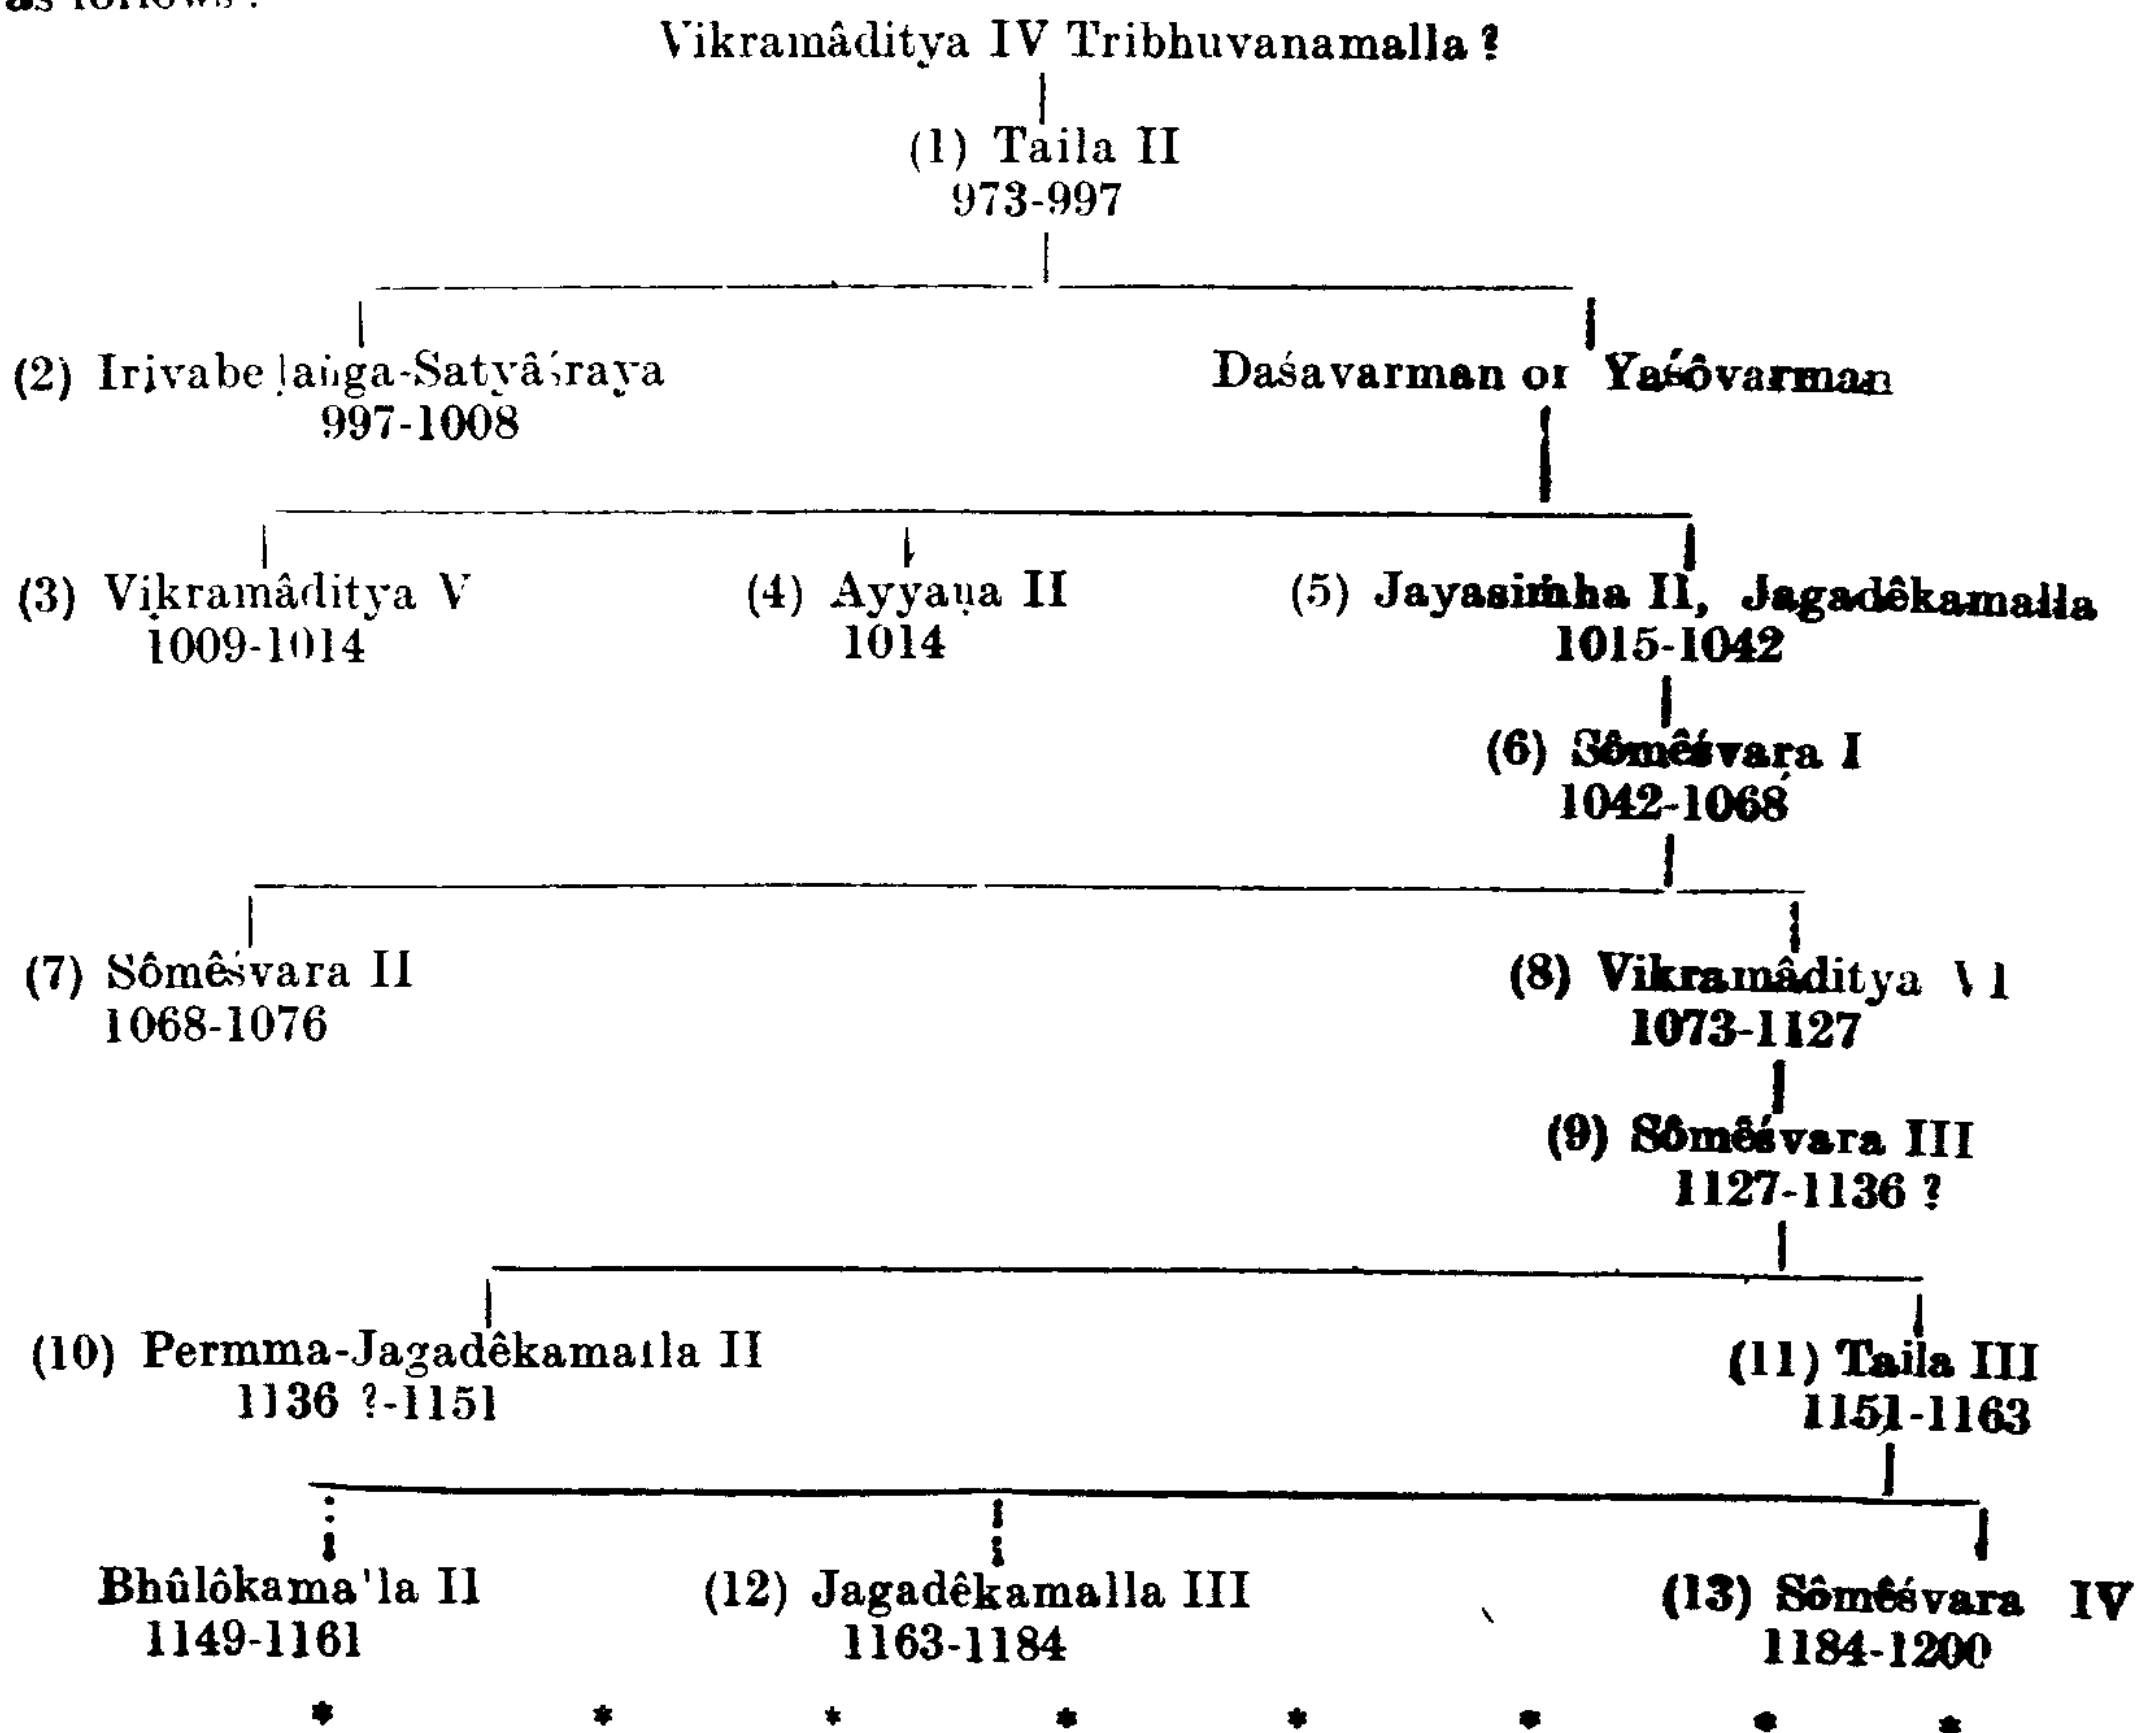 Vikramâditya IV Tribhuvanamalla ?
(1) Taila II
973-997
(2) Irivabeḷaṅga-Satyâśraya Daśavarman or Yaśôvarman
997-1008
(3) Vikramâditya V (4) Ayyaṇa II (5) Jayasiṁha II, Jagadêkamalla
1009-1014 1014 1015-1042
(6) Sômêśvara I
1042-1068
(7) Sômêśvara II (8) Vikramâditya VI
1068-1076 1073-1127
(9) Sômêśvara III
1127-1136 ?
(10) Permma-Jagadêkamalla II (11) Taila III
1136 ?-1151 1151-1163
Bhûlôkamalla II (12) Jagadêkamalla III (13) Sômêśvara IV
1149-1161 1163-1184 1184-1200
* * * * * * * *